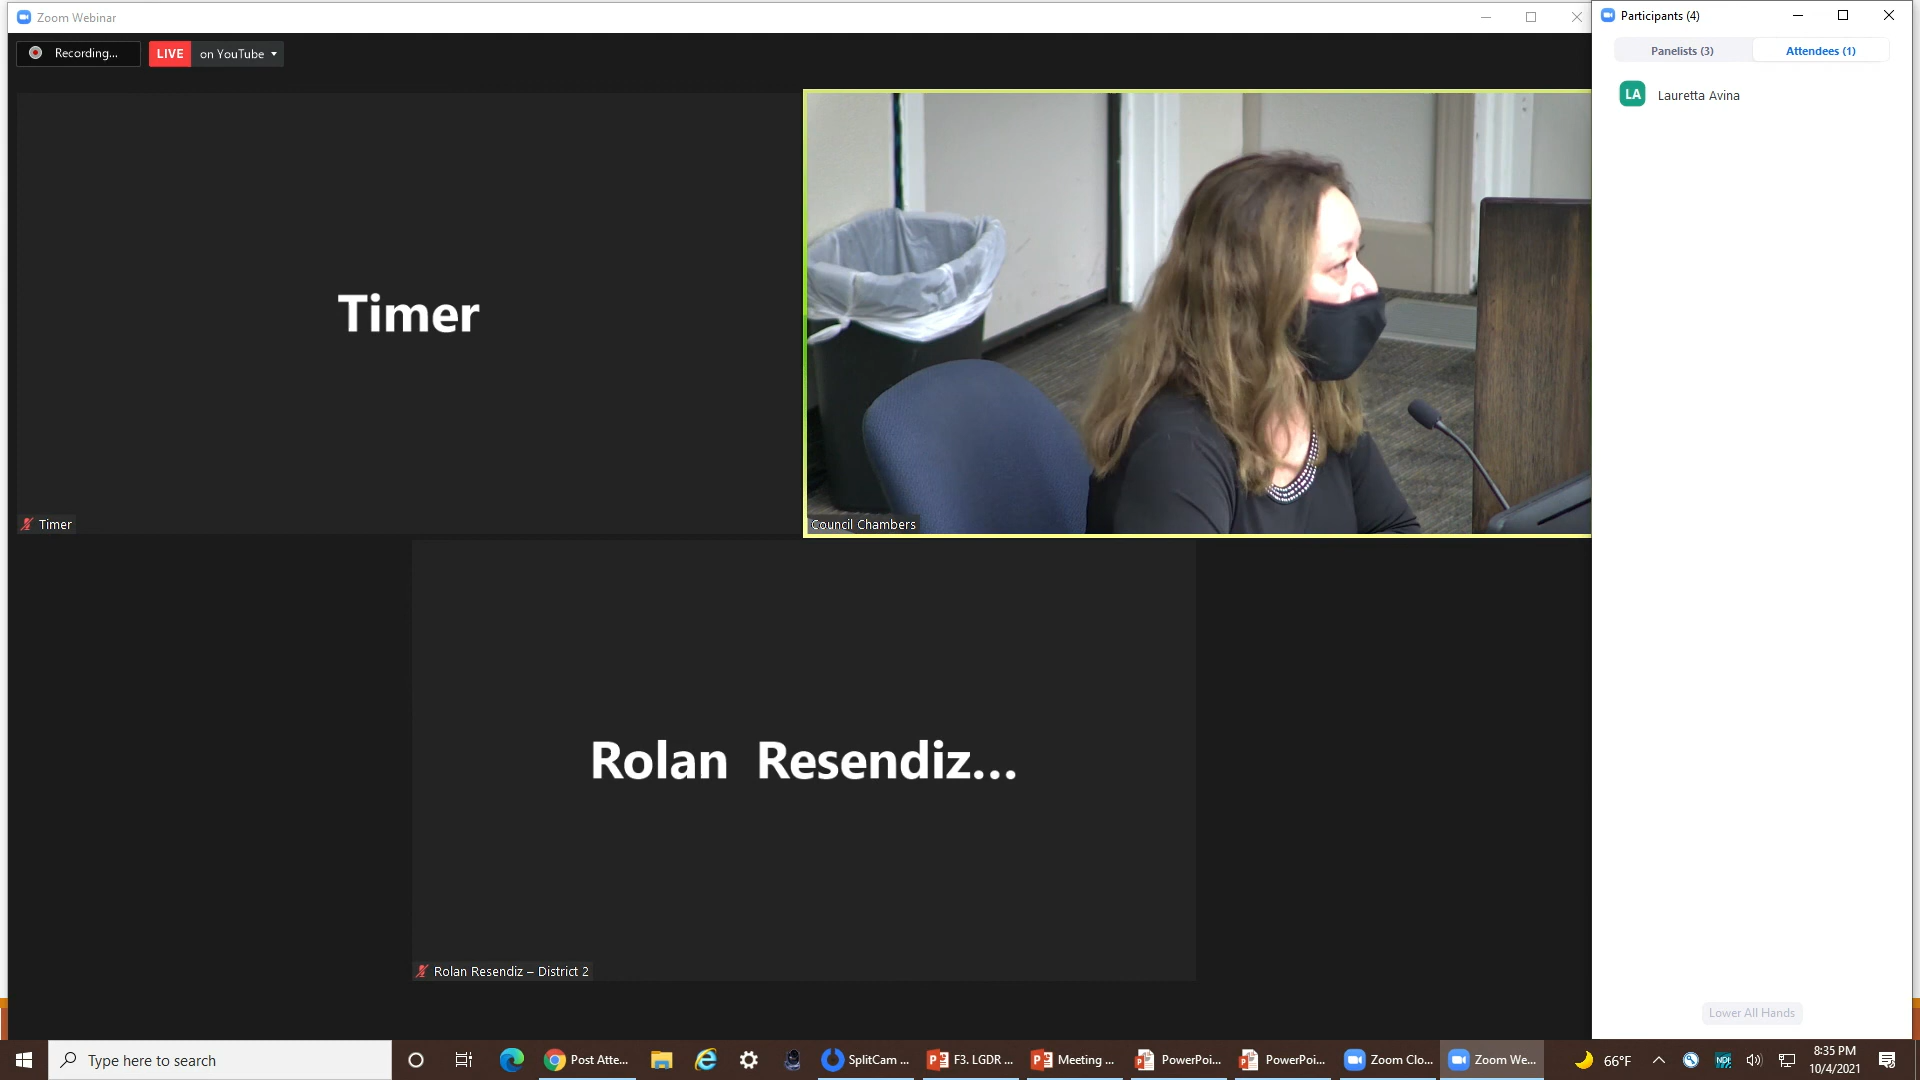 Zoom Webinar
Recording...
LIVE on YouTube
Participants (4)
Panelists (3)
Attendees (1)
LA Lauretta Avina
Timer
Timer
Council Chambers
Rolan Resendiz...
Rolan Resendiz – District 2
Lower All Hands
Type here to search
Post Atte...
SplitCam ...
F3. LGDR ...
Meeting ...
PowerPoi...
PowerPoi...
Zoom Clo...
Zoom We...
66°F
8:35 PM
10/4/2021